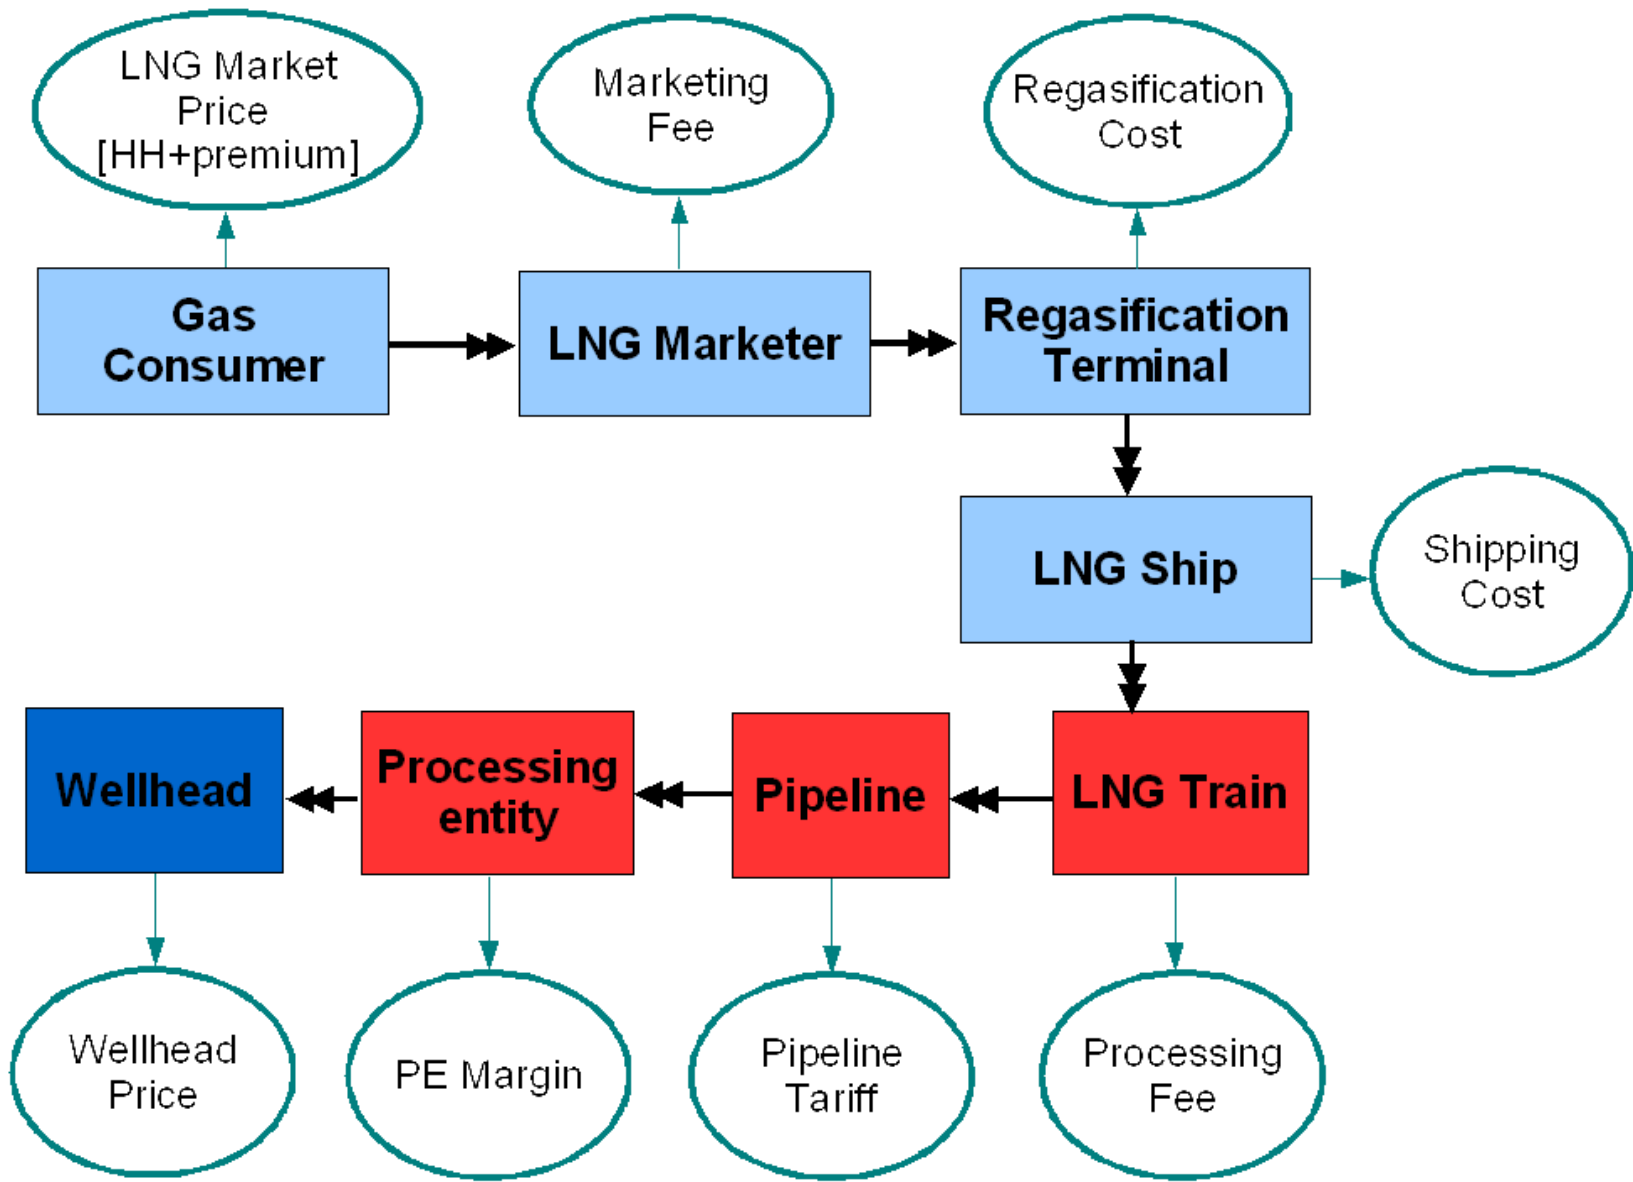 LNG Market
Price
[HH+premium]
Marketing
Fee
Regasification
Cost
Gas
Consumer
LNG Marketer
Regasification
Terminal
LNG Ship
Shipping
Cost
Wellhead
Processing
entity
Pipeline
LNG Train
Wellhead
Price
PE Margin
Pipeline
Tariff
Processing
Fee